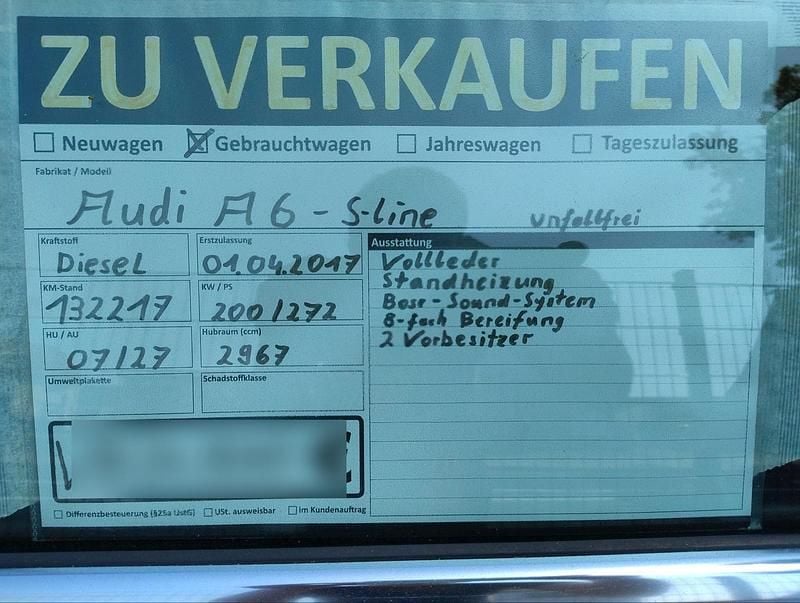 ZU VERKAUFEN
Neuwagen Gebrauchtwagen Jahreswagen Tageszulassung
Fabrikat / Modell
Audi A6 - S-line unfallfrei
Kraftstoff Erstzulassung Ausstattung
Diesel 01.04.2017 Vollleder
Standheizung
KM-Stand KW / PS
132217 200/272 Bose-Sound-System
8-fach Bereifung
HU / AU Hubraum (ccm)
07/27 2967 2 Vorbesitzer
Umweltplakette Schadstoffklasse
Differenzbesteuerung (§25a UstG) USt. ausweisbar im Kundenauftrag